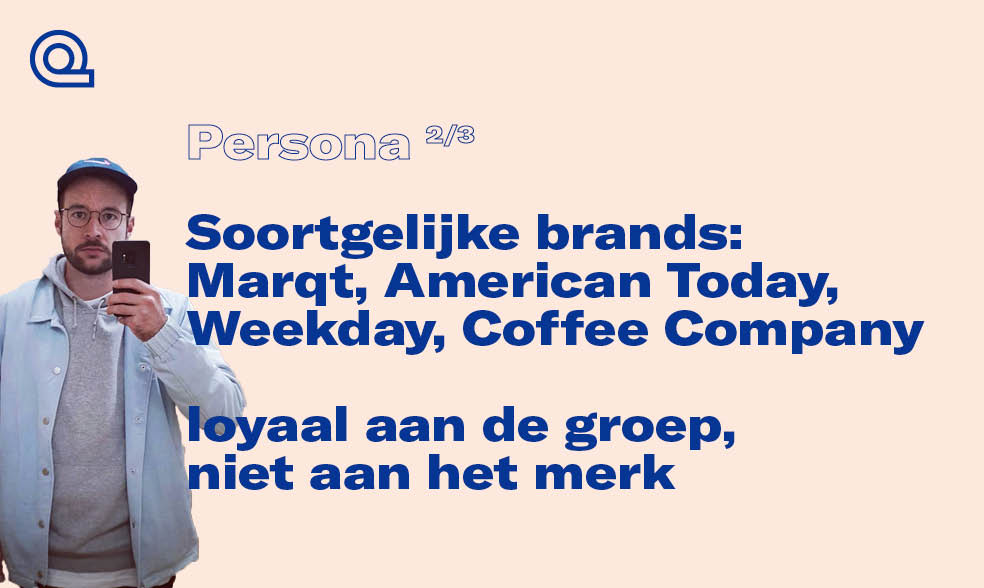 Persona 2/3
Soortgelijke brands:
Marqt, American Today,
Weekday, Coffee Company
loyaal aan de groep,
niet aan het merk